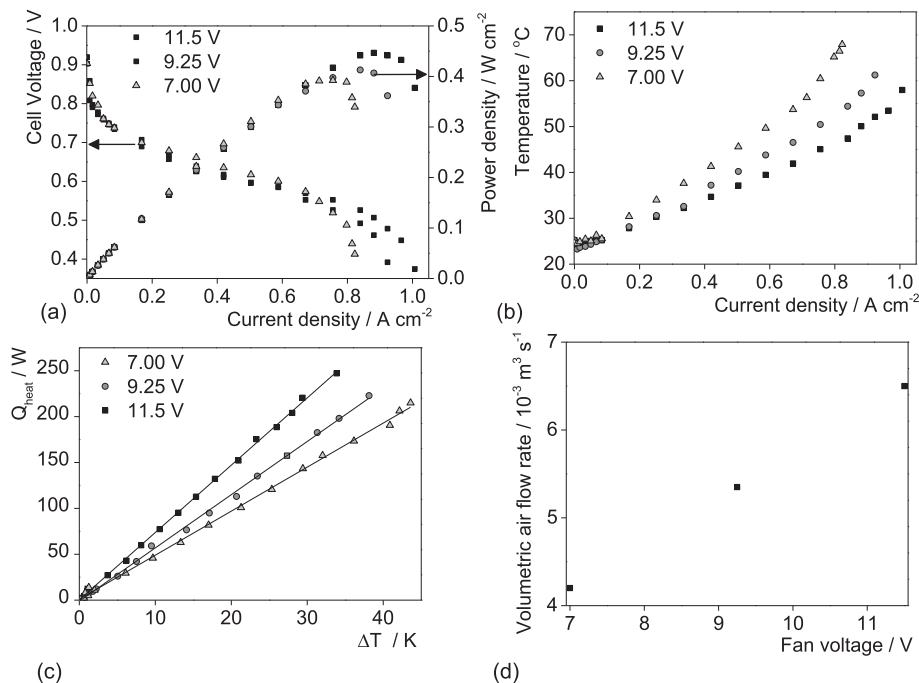 Cell Voltage / V
1.0
0.9
0.8
0.7
0.6
0.5
0.4
11.5 V
9.25 V
7.00 V
0.5
0.4
0.3
0.2
0.1
0.0
Power density / W cm⁻²
0.0 0.2 0.4 0.6 0.8 1.0
Current density / A cm⁻²
(a)
Temperature / °C
70
60
50
40
30
20
11.5 V
9.25 V
7.00 V
0.0 0.2 0.4 0.6 0.8 1.0
Current density / A cm⁻²
(b)
Q_heat / W
250
200
150
100
50
0
7.00 V
9.25 V
11.5 V
0 10 20 30 40
ΔT / K
(c)
Volumetric air flow rate / 10⁻³ m³ s⁻¹
7
6
5
4
7 8 9 10 11
Fan voltage / V
(d)